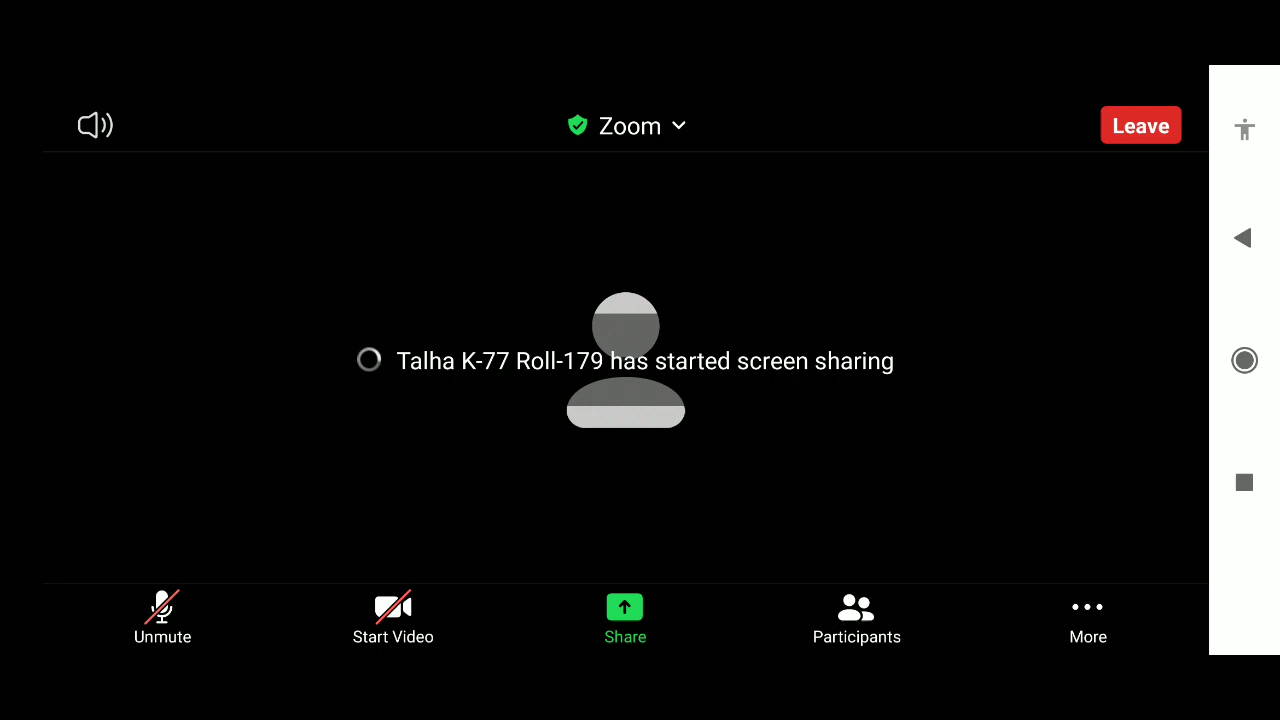 Zoom
Leave
Talha K-77 Roll-179 has started screen sharing
Unmute
Start Video
Share
Participants
More